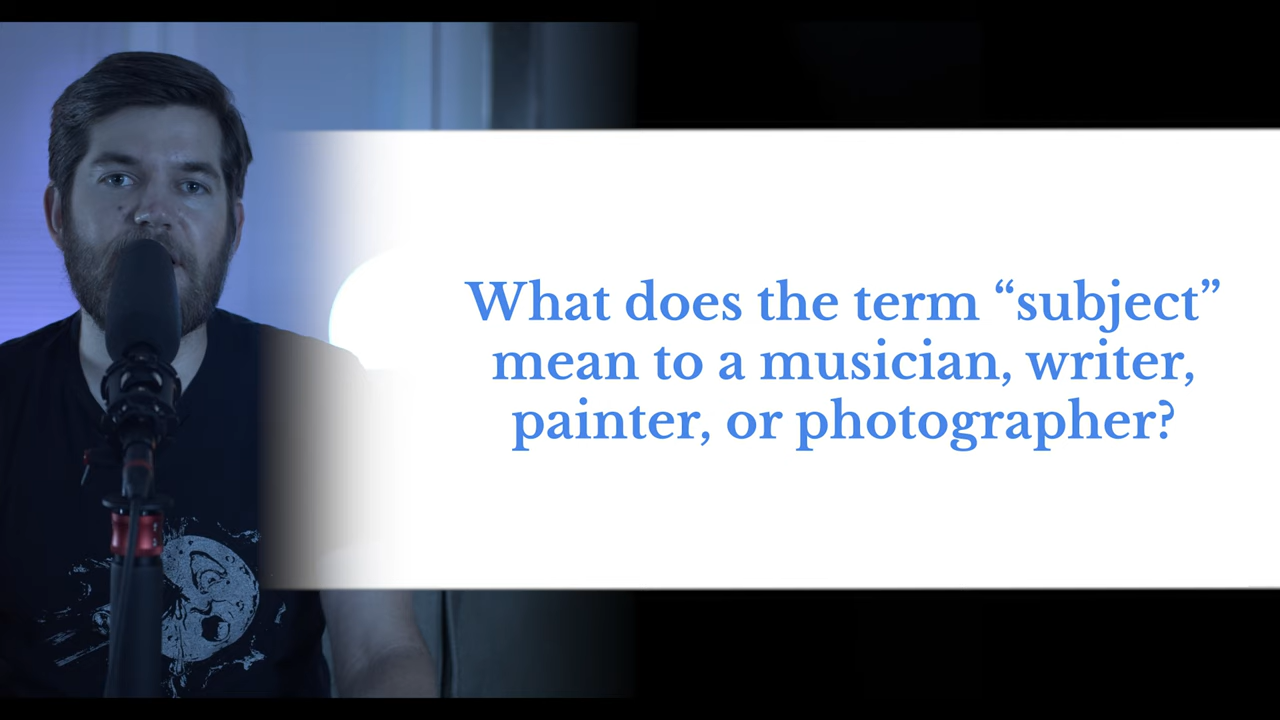 What does the term “subject”
mean to a musician, writer,
painter, or photographer?